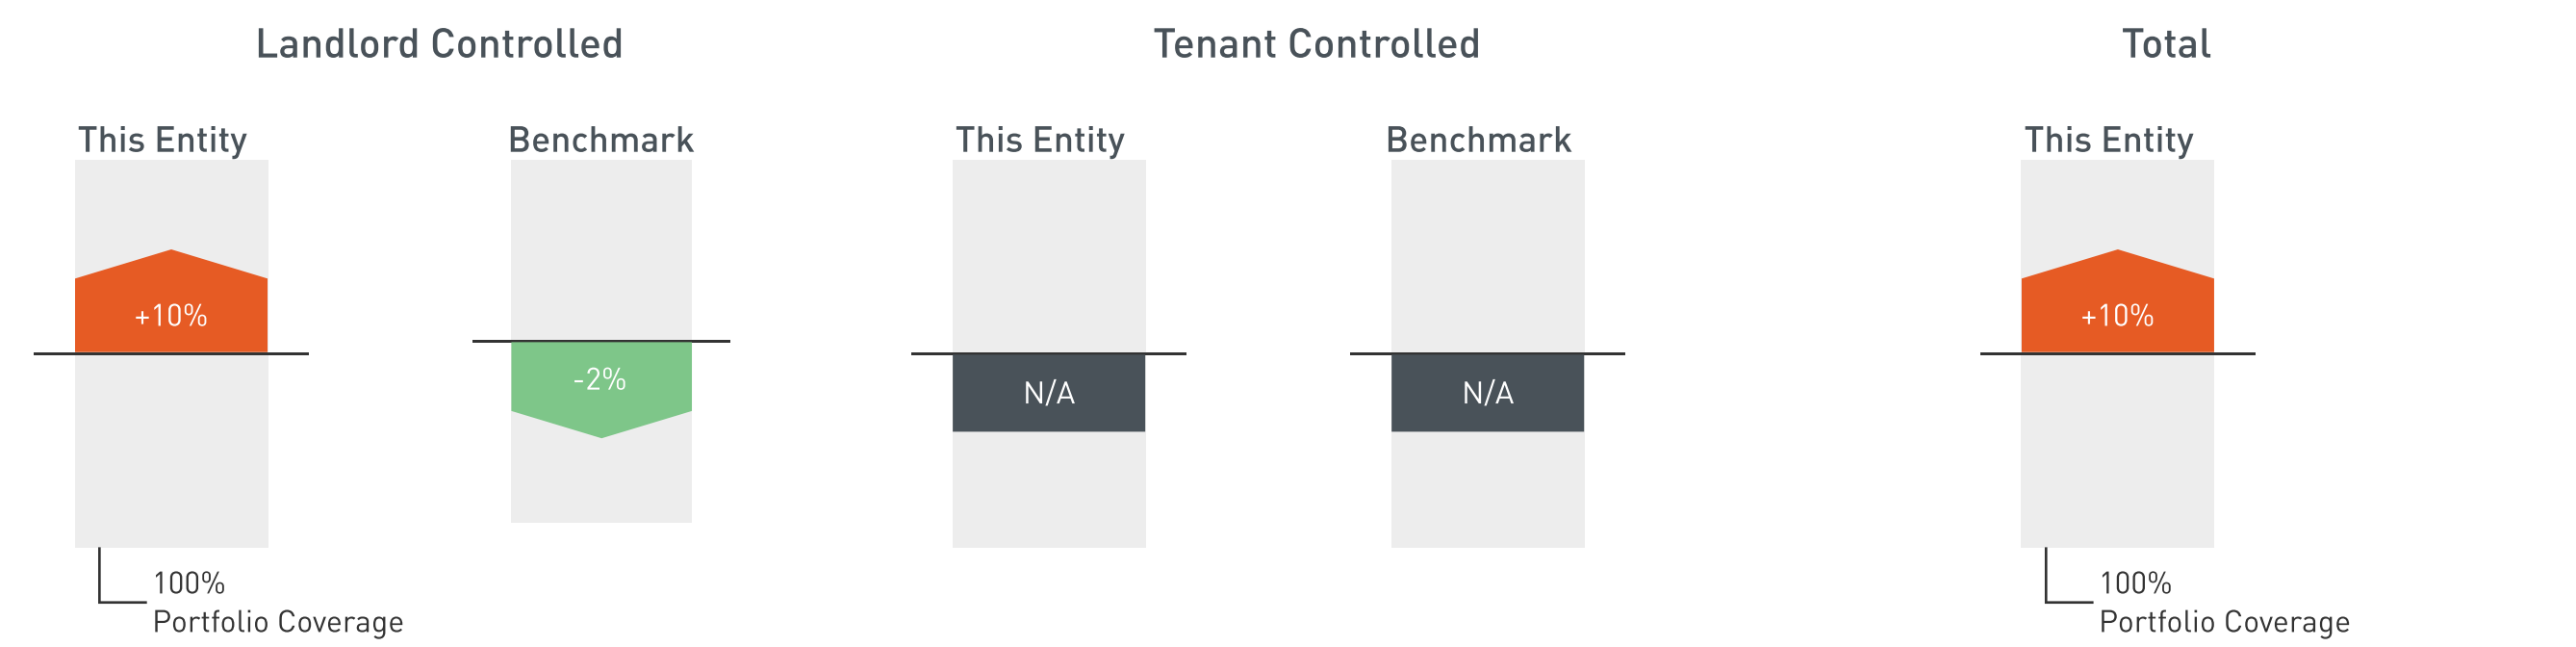 Landlord Controlled
Tenant Controlled
Total
This Entity
Benchmark
This Entity
Benchmark
This Entity
+10%
-2%
N/A
N/A
+10%
100%
Portfolio Coverage
100%
Portfolio Coverage